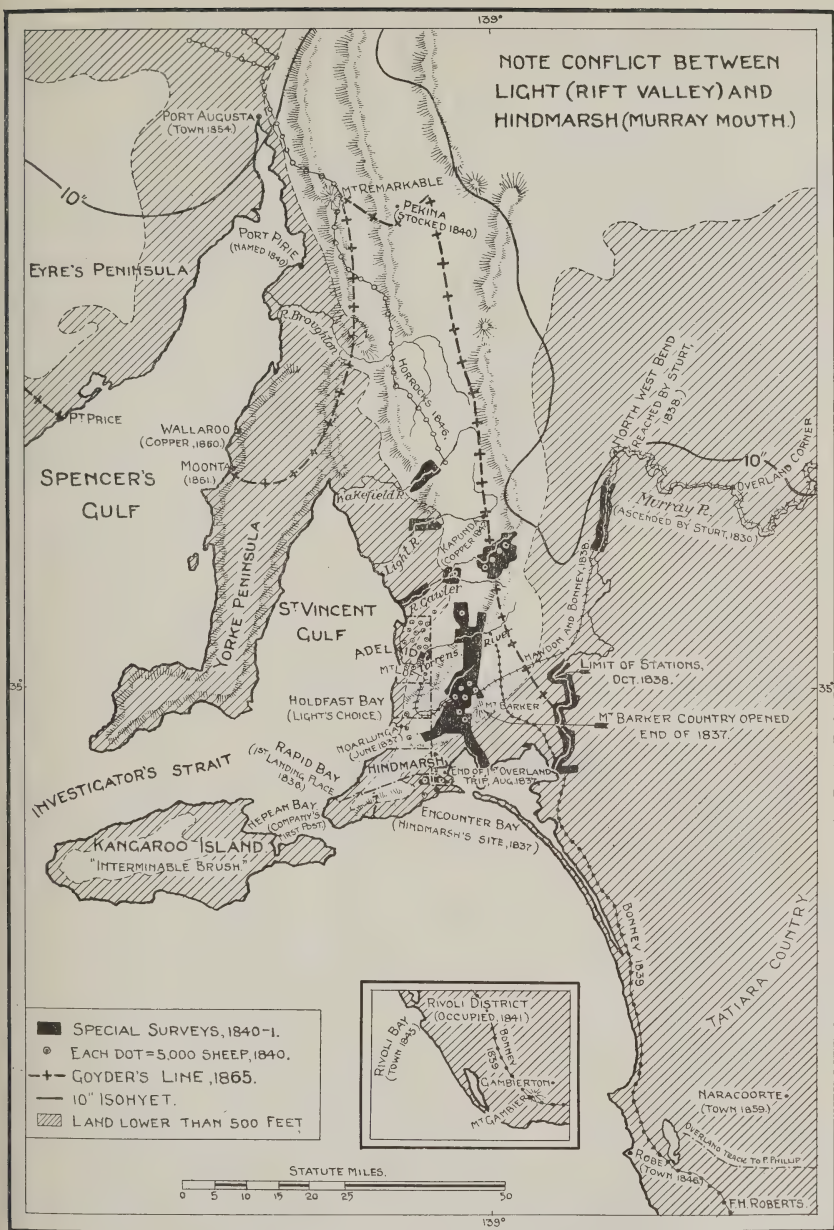 139°
NOTE CONFLICT BETWEEN
LIGHT (RIFT VALLEY) AND
HINDMARSH (MURRAY MOUTH.)
PORT AUGUSTA
(TOWN 1854.)
10"
MT REMARKABLE
PEKINA
(STOCKED 1840.)
PORT PIRIE
(NAMED 1840)
EYRE'S PENINSULA
R. Broughton
HORROCKS 1846.
NORTH WEST BEND
REACHED BY STURT,
1838.
PT PRICE
WALLAROO
(COPPER, 1860.)
MOONTA
(1861.)
10"
OVERLAND CORNER
SPENCER'S
GULF
Wakefield R.
Murray R.
(ASCENDED BY STURT, 1830)
Light R.
KAPUNDA
YORKE PENINSULA
ST VINCENT
GULF
R. Gawler
HAWDON AND BONNEY, 1838.
ADELAIDE
Torrens
River
35°
LIMIT OF STATIONS,
OCT. 1838.
35°
HOLDFAST BAY
(LIGHT'S CHOICE)
MT BARKER
MT BARKER COUNTRY OPENED
END OF 1837.
NOARLUNGA
(JUNE 1837)
INVESTIGATOR'S STRAIT
RAPID BAY
1ST LANDING PLACE
HINDMARSH
END OF 1ST OVERLAND
TRIP, AUG. 1837
NEPEAN BAY
(COMPANY'S
FIRST POST)
ENCOUNTER BAY
(HINDMARSH'S SITE, 1837)
KANGAROO ISLAND
"INTERMINABLE BRUSH"
BONNEY 1839
TATIARA COUNTRY
SPECIAL SURVEYS, 1840-1.
EACH DOT = 5,000 SHEEP, 1840.
GOYDER'S LINE, 1865.
10" ISOHYET.
LAND LOWER THAN 500 FEET
RIVOLI DISTRICT
(OCCUPIED, 1841)
RIVOLI BAY
(TOWN 1845)
BONNEY
1839
GAMBIERTON
MT GAMBIER
NARACOORTE
(TOWN 1859.)
OVERLAND TRACK TO P. PHILLIP
ROBE
(TOWN 1846)
F.H. ROBERTS.
STATUTE MILES.
0 5 10 15 20 25 50
139°